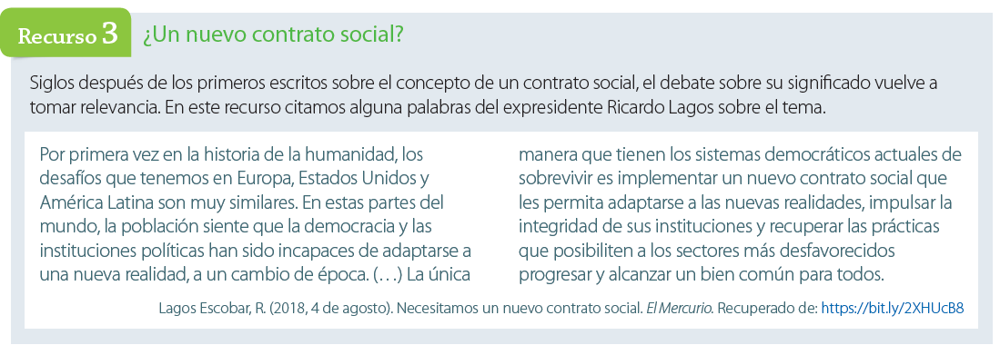 Recurso 3
¿Un nuevo contrato social?
Siglos después de los primeros escritos sobre el concepto de un contrato social, el debate sobre su significado vuelve a
tomar relevancia. En este recurso citamos alguna palabras del expresidente Ricardo Lagos sobre el tema.
Por primera vez en la historia de la humanidad, los
desafíos que tenemos en Europa, Estados Unidos y
América Latina son muy similares. En estas partes del
mundo, la población siente que la democracia y las
instituciones políticas han sido incapaces de adaptarse a
una nueva realidad, a un cambio de época. (…) La única
manera que tienen los sistemas democráticos actuales de
sobrevivir es implementar un nuevo contrato social que
les permita adaptarse a las nuevas realidades, impulsar la
integridad de sus instituciones y recuperar las prácticas
que posibiliten a los sectores más desfavorecidos
progresar y alcanzar un bien común para todos.
Lagos Escobar, R. (2018, 4 de agosto). Necesitamos un nuevo contrato social. El Mercurio. Recuperado de: https://bit.ly/2XHUcB8